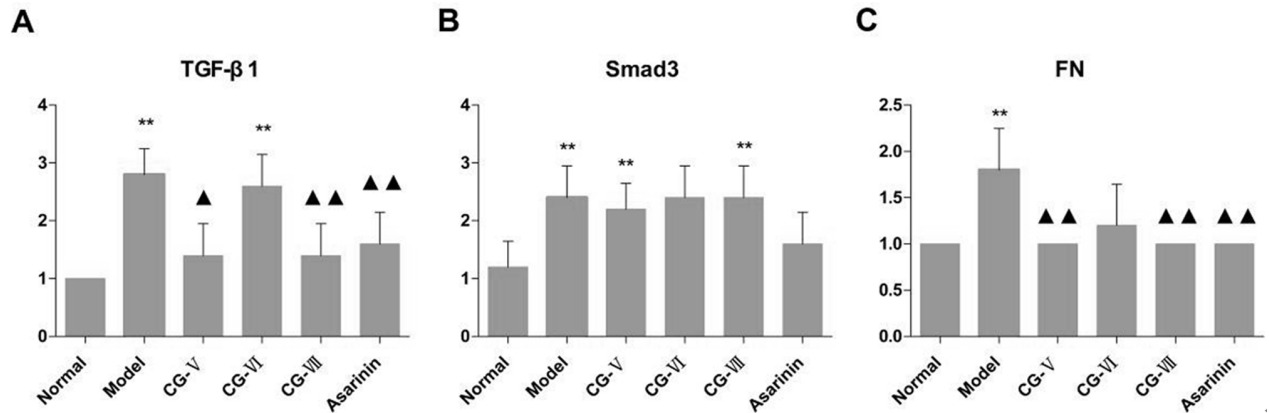 A
B
C
TGF-β 1
Smad3
FN
4
3
2
1
0
**
**
▲
▲ ▲
▲ ▲
Normal
Model
CG-Ⅴ
CG-Ⅵ
CG-Ⅶ
Asarinin
4
3
2
1
0
**
**
**
Normal
Model
CG-Ⅴ
CG-Ⅵ
CG-Ⅶ
Asarinin
2.5
2.0
1.5
1.0
0.5
0.0
**
▲ ▲
▲ ▲
▲ ▲
Normal
Model
CG-Ⅴ
CG-Ⅵ
CG-Ⅶ
Asarinin